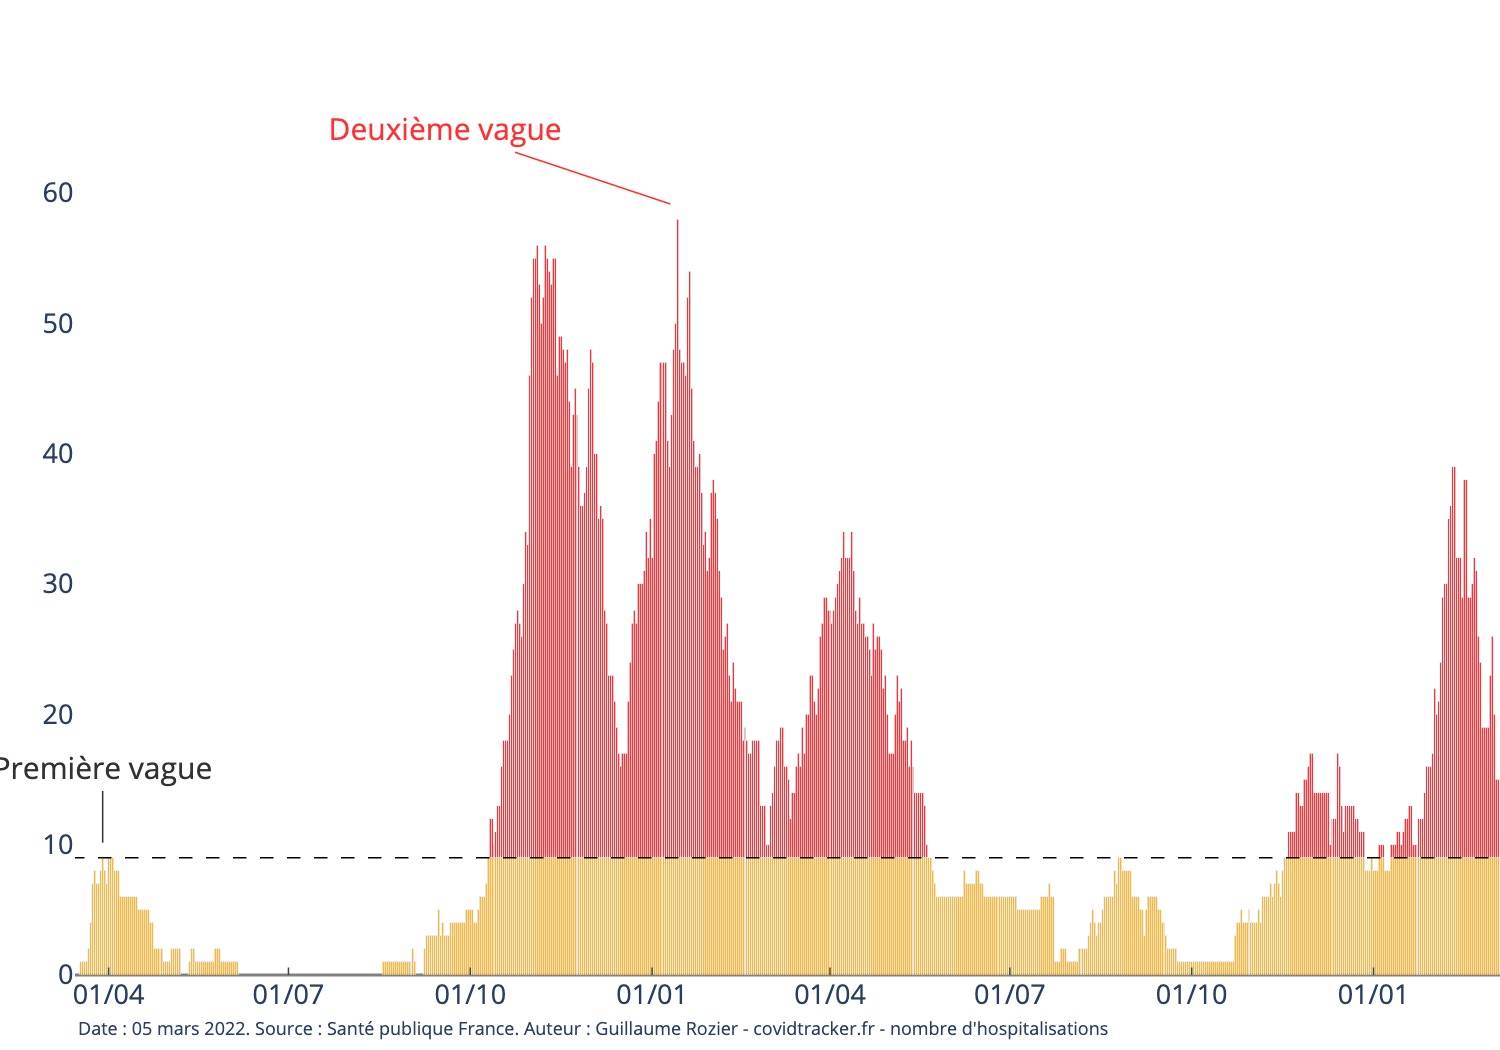 Deuxième vague
60
50
40
30
20
Première vague
10
0
01/04 01/07 01/10 01/01 01/04 01/07 01/10 01/01
Date : 05 mars 2022. Source : Santé publique France. Auteur : Guillaume Rozier - covidtracker.fr - nombre d'hospitalisations